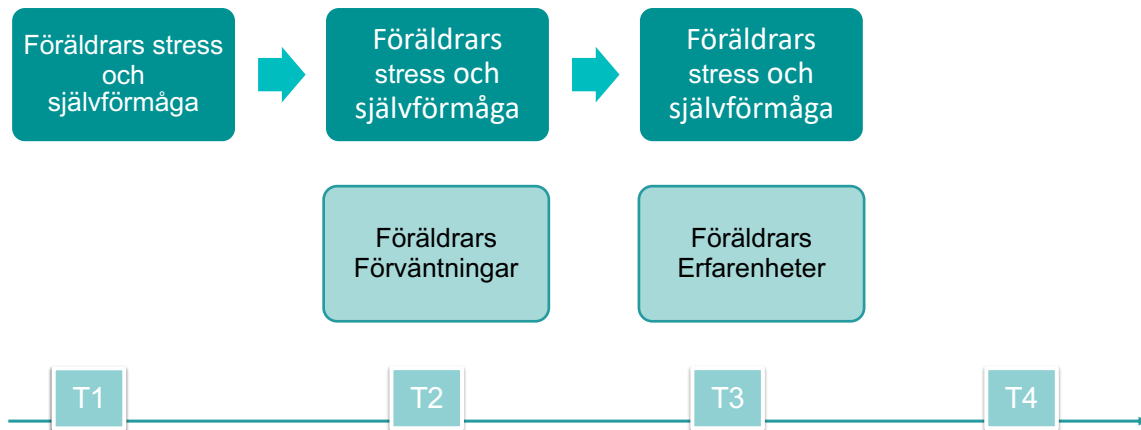 Föräldrars stress
och
självförmåga
Föräldrars
stress och
självförmåga
Föräldrars
stress och
självförmåga
Föräldrars
Förväntningar
Föräldrars
Erfarenheter
T1
T2
T3
T4